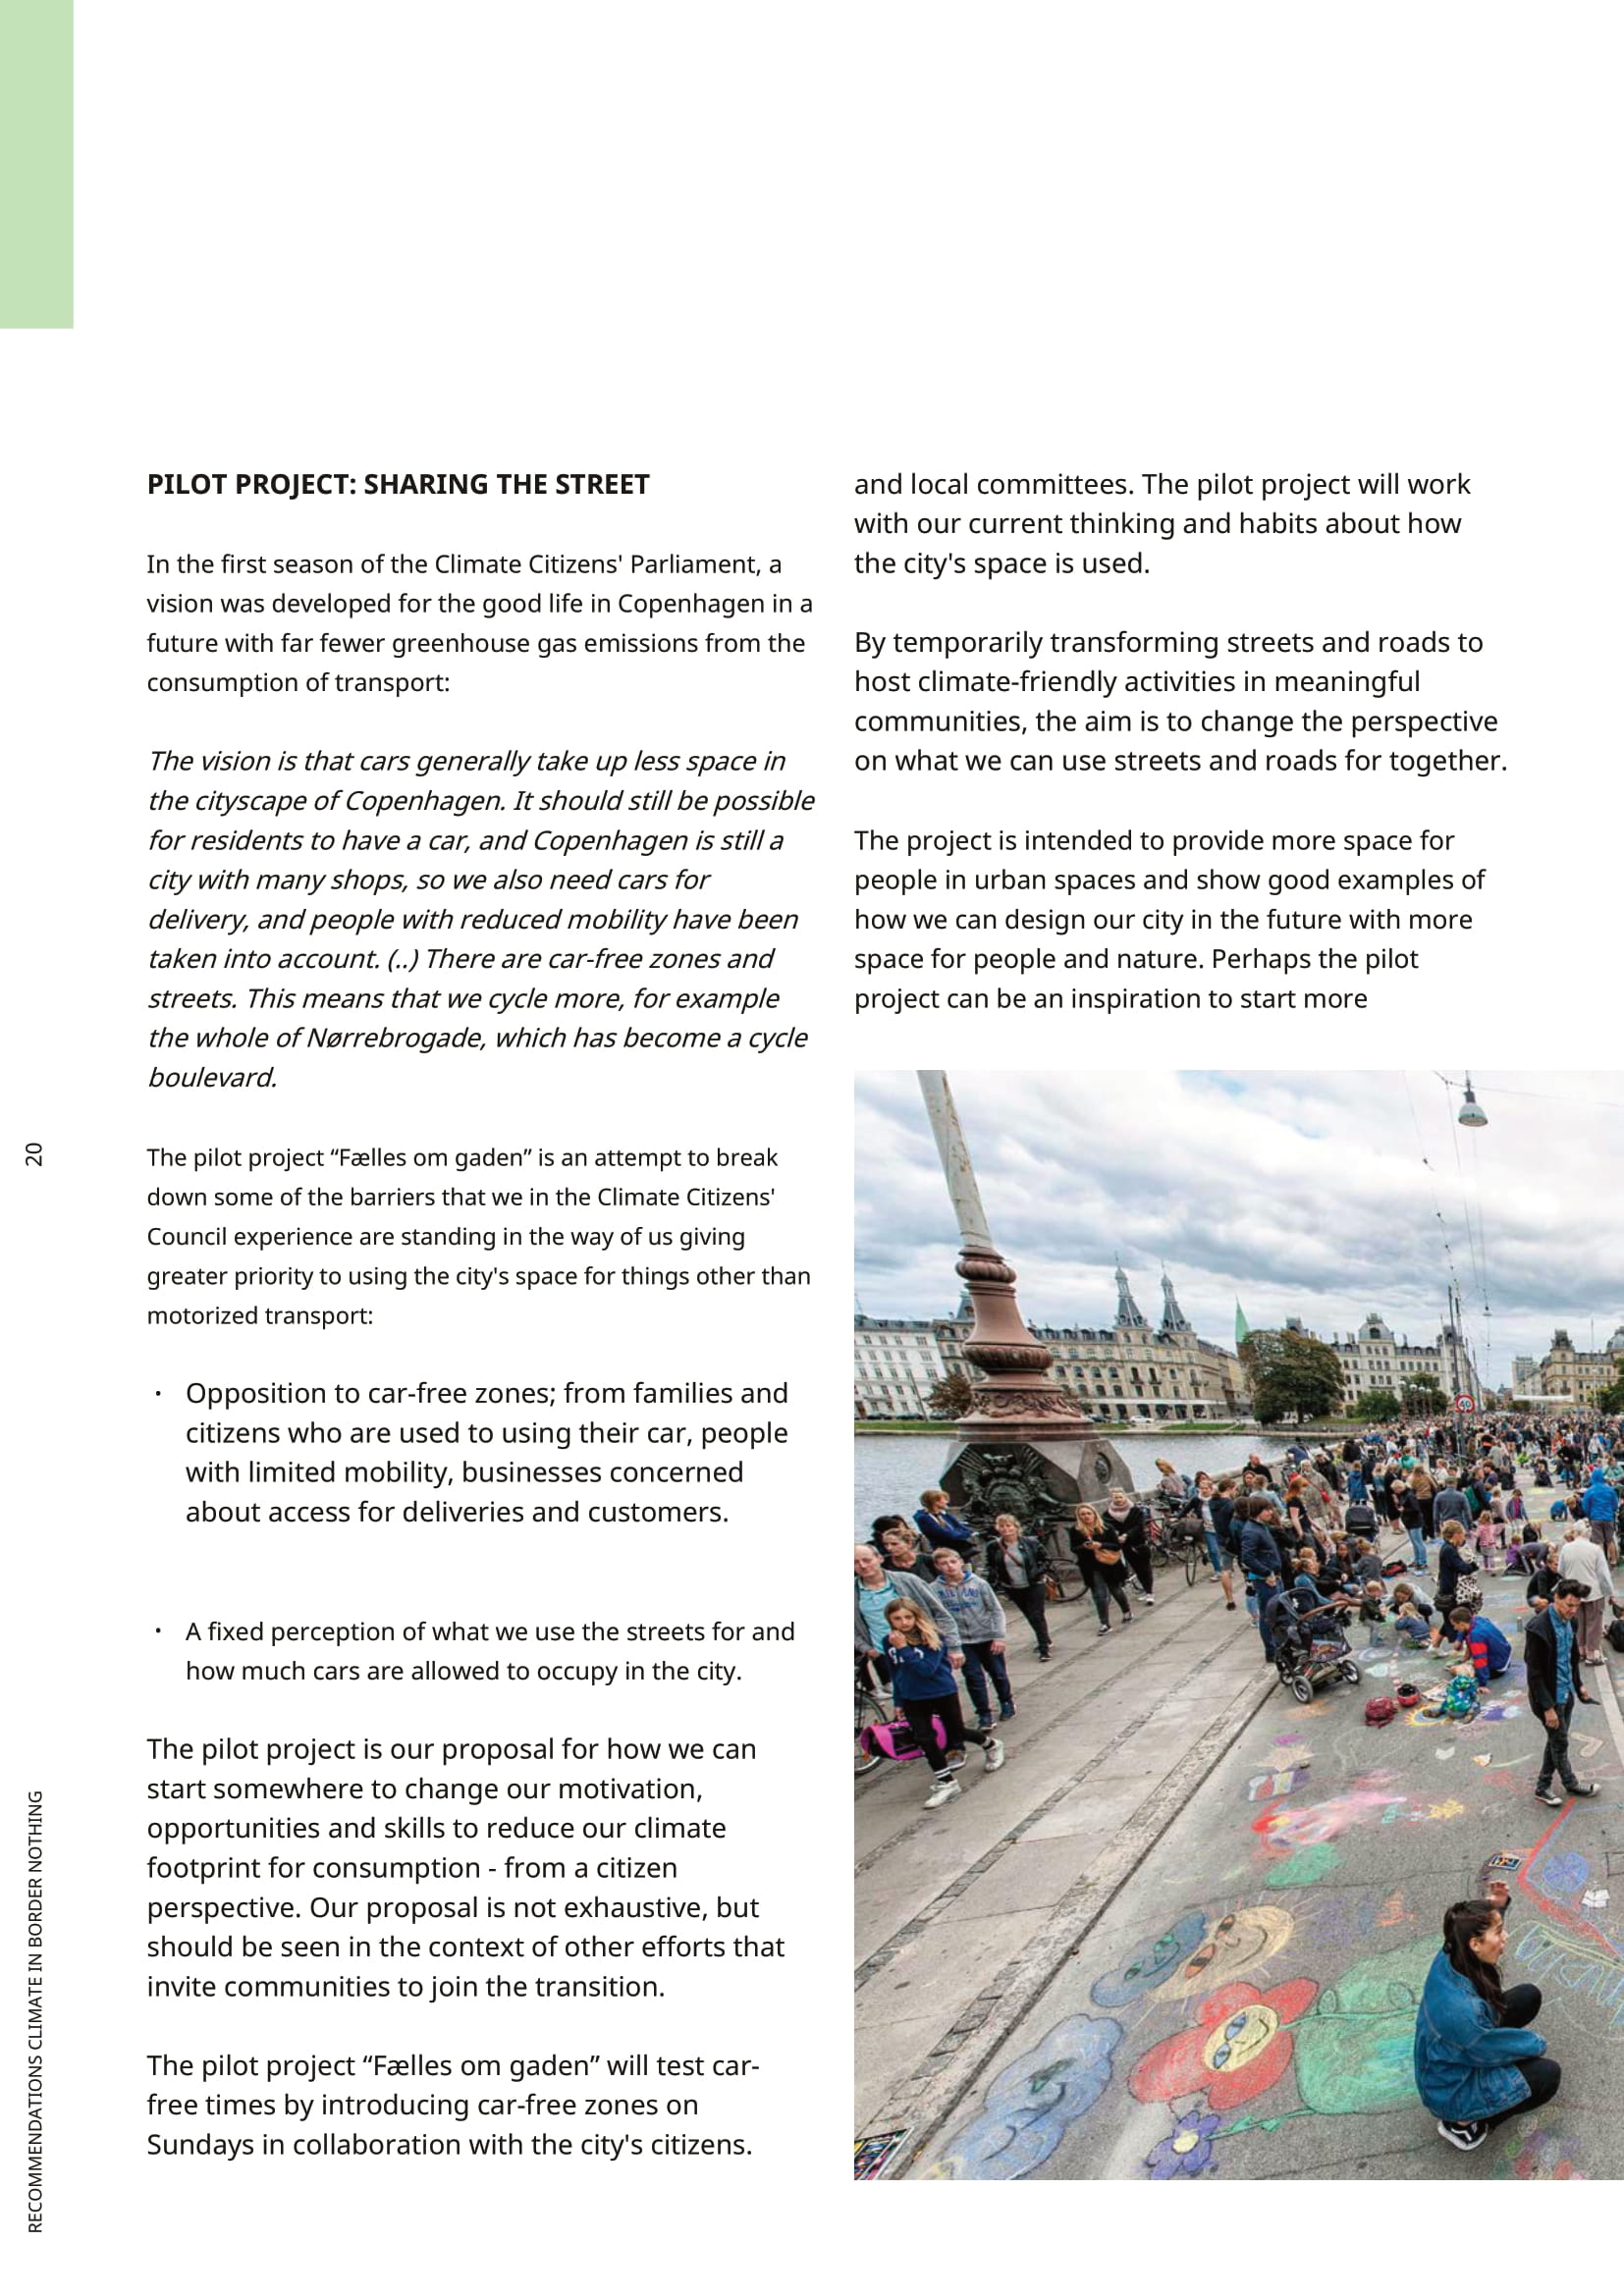 PILOT PROJECT: SHARING THE STREET
In the first season of the Climate Citizens' Parliament, a
vision was developed for the good life in Copenhagen in a
future with far fewer greenhouse gas emissions from the
consumption of transport:
The vision is that cars generally take up less space in
the cityscape of Copenhagen. It should still be possible
for residents to have a car, and Copenhagen is still a
city with many shops, so we also need cars for
delivery, and people with reduced mobility have been
taken into account. (..) There are car-free zones and
streets. This means that we cycle more, for example
the whole of Nørrebrogade, which has become a cycle
boulevard.
The pilot project “Fælles om gaden” is an attempt to break
down some of the barriers that we in the Climate Citizens'
Council experience are standing in the way of us giving
greater priority to using the city's space for things other than
motorized transport:
· Opposition to car-free zones; from families and
citizens who are used to using their car, people
with limited mobility, businesses concerned
about access for deliveries and customers.
· A fixed perception of what we use the streets for and
how much cars are allowed to occupy in the city.
The pilot project is our proposal for how we can
start somewhere to change our motivation,
opportunities and skills to reduce our climate
footprint for consumption - from a citizen
perspective. Our proposal is not exhaustive, but
should be seen in the context of other efforts that
invite communities to join the transition.
The pilot project “Fælles om gaden” will test car-
free times by introducing car-free zones on
Sundays in collaboration with the city's citizens.
and local committees. The pilot project will work
with our current thinking and habits about how
the city's space is used.
By temporarily transforming streets and roads to
host climate-friendly activities in meaningful
communities, the aim is to change the perspective
on what we can use streets and roads for together.
The project is intended to provide more space for
people in urban spaces and show good examples of
how we can design our city in the future with more
space for people and nature. Perhaps the pilot
project can be an inspiration to start more
40
20
RECOMMENDATIONS CLIMATE IN BORDER NOTHING